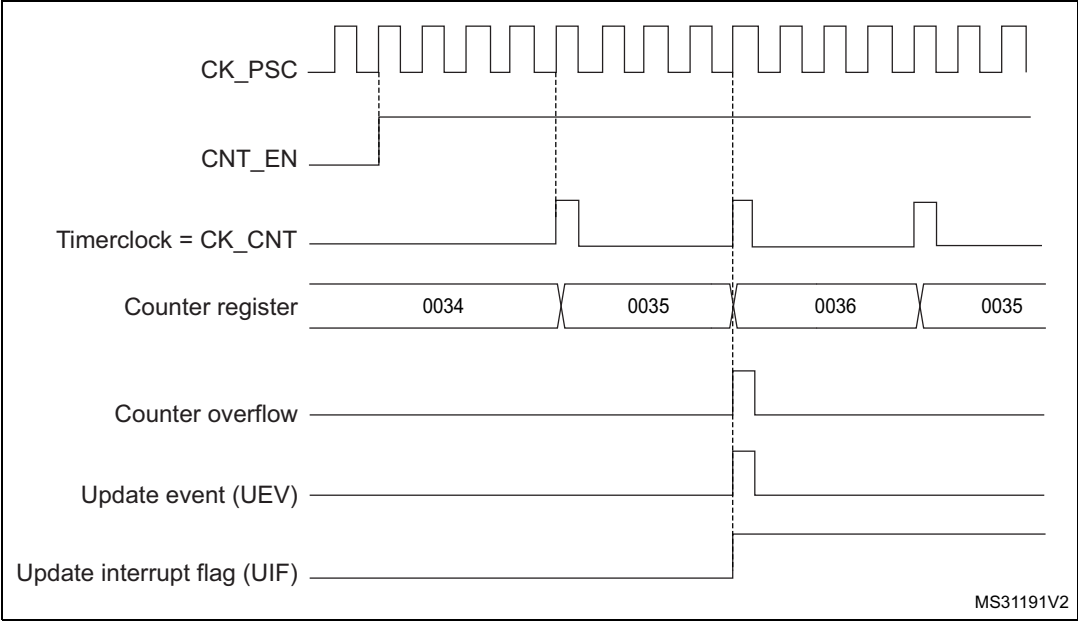 CK_PSC
CNT_EN
Timerclock = CK_CNT
Counter register 0034 0035 0036 0035
Counter overflow
Update event (UEV)
Update interrupt flag (UIF)
MS31191V2